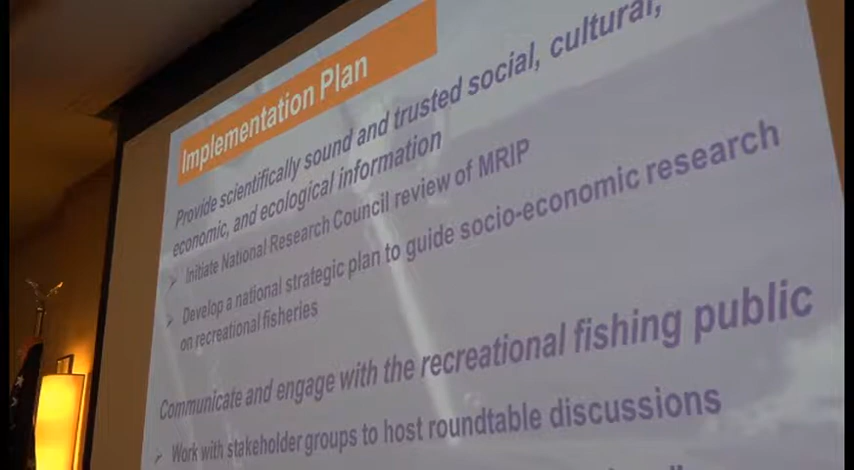 Implementation Plan
Provide scientifically sound and trusted social, cultural,
economic, and ecological information
Initiate National Research Council review of MRIP
Develop a national strategic plan to guide socio-economic research
on recreational fisheries
Communicate and engage with the recreational fishing public
Work with stakeholder groups to host roundtable discussions